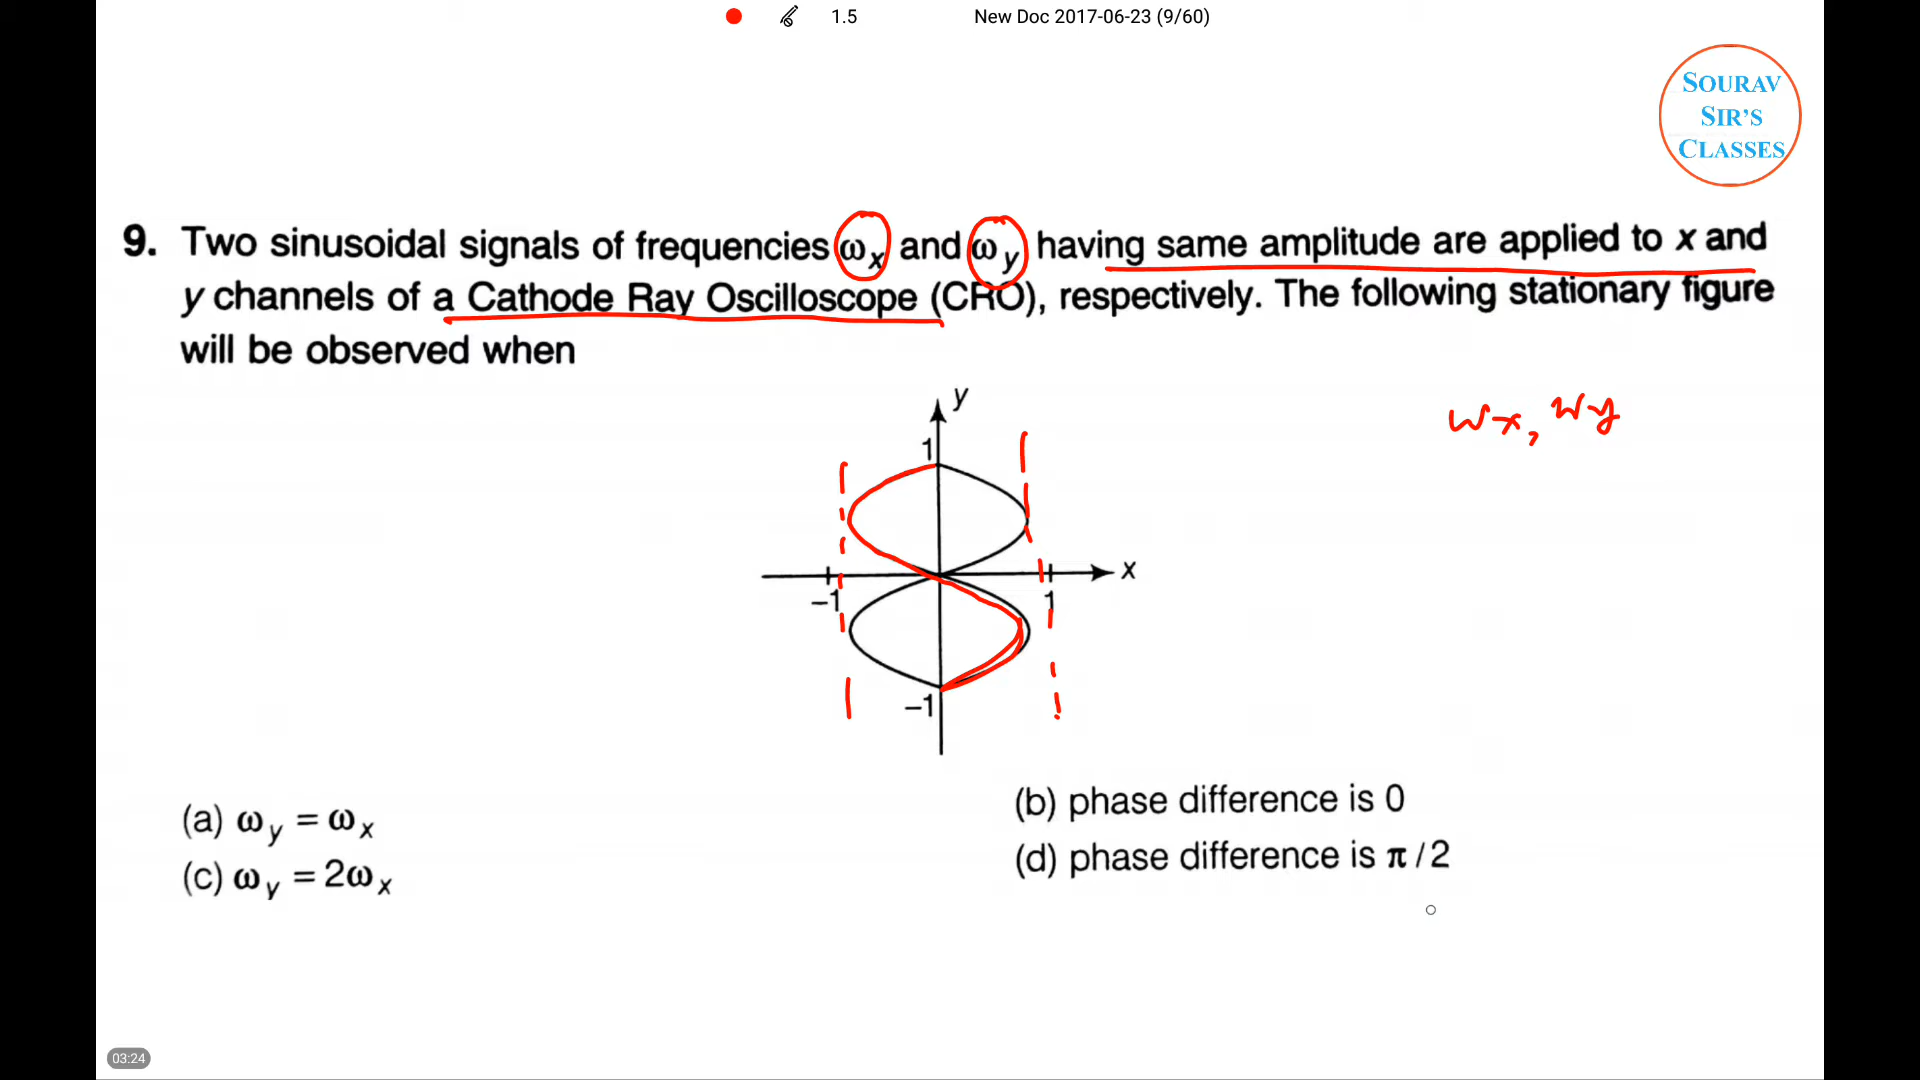 1.5
New Doc 2017-06-23 (9/60)
SOURAV
SIR'S
CLASSES
9. Two sinusoidal signals of frequencies ωx and ωy having same amplitude are applied to x and
y channels of a Cathode Ray Oscilloscope (CRO), respectively. The following stationary figure
will be observed when
wx, wy
y
1
x
–1
1
–1
(a) ωy = ωx
(b) phase difference is 0
(c) ωy = 2ωx
(d) phase difference is π/2
03:24